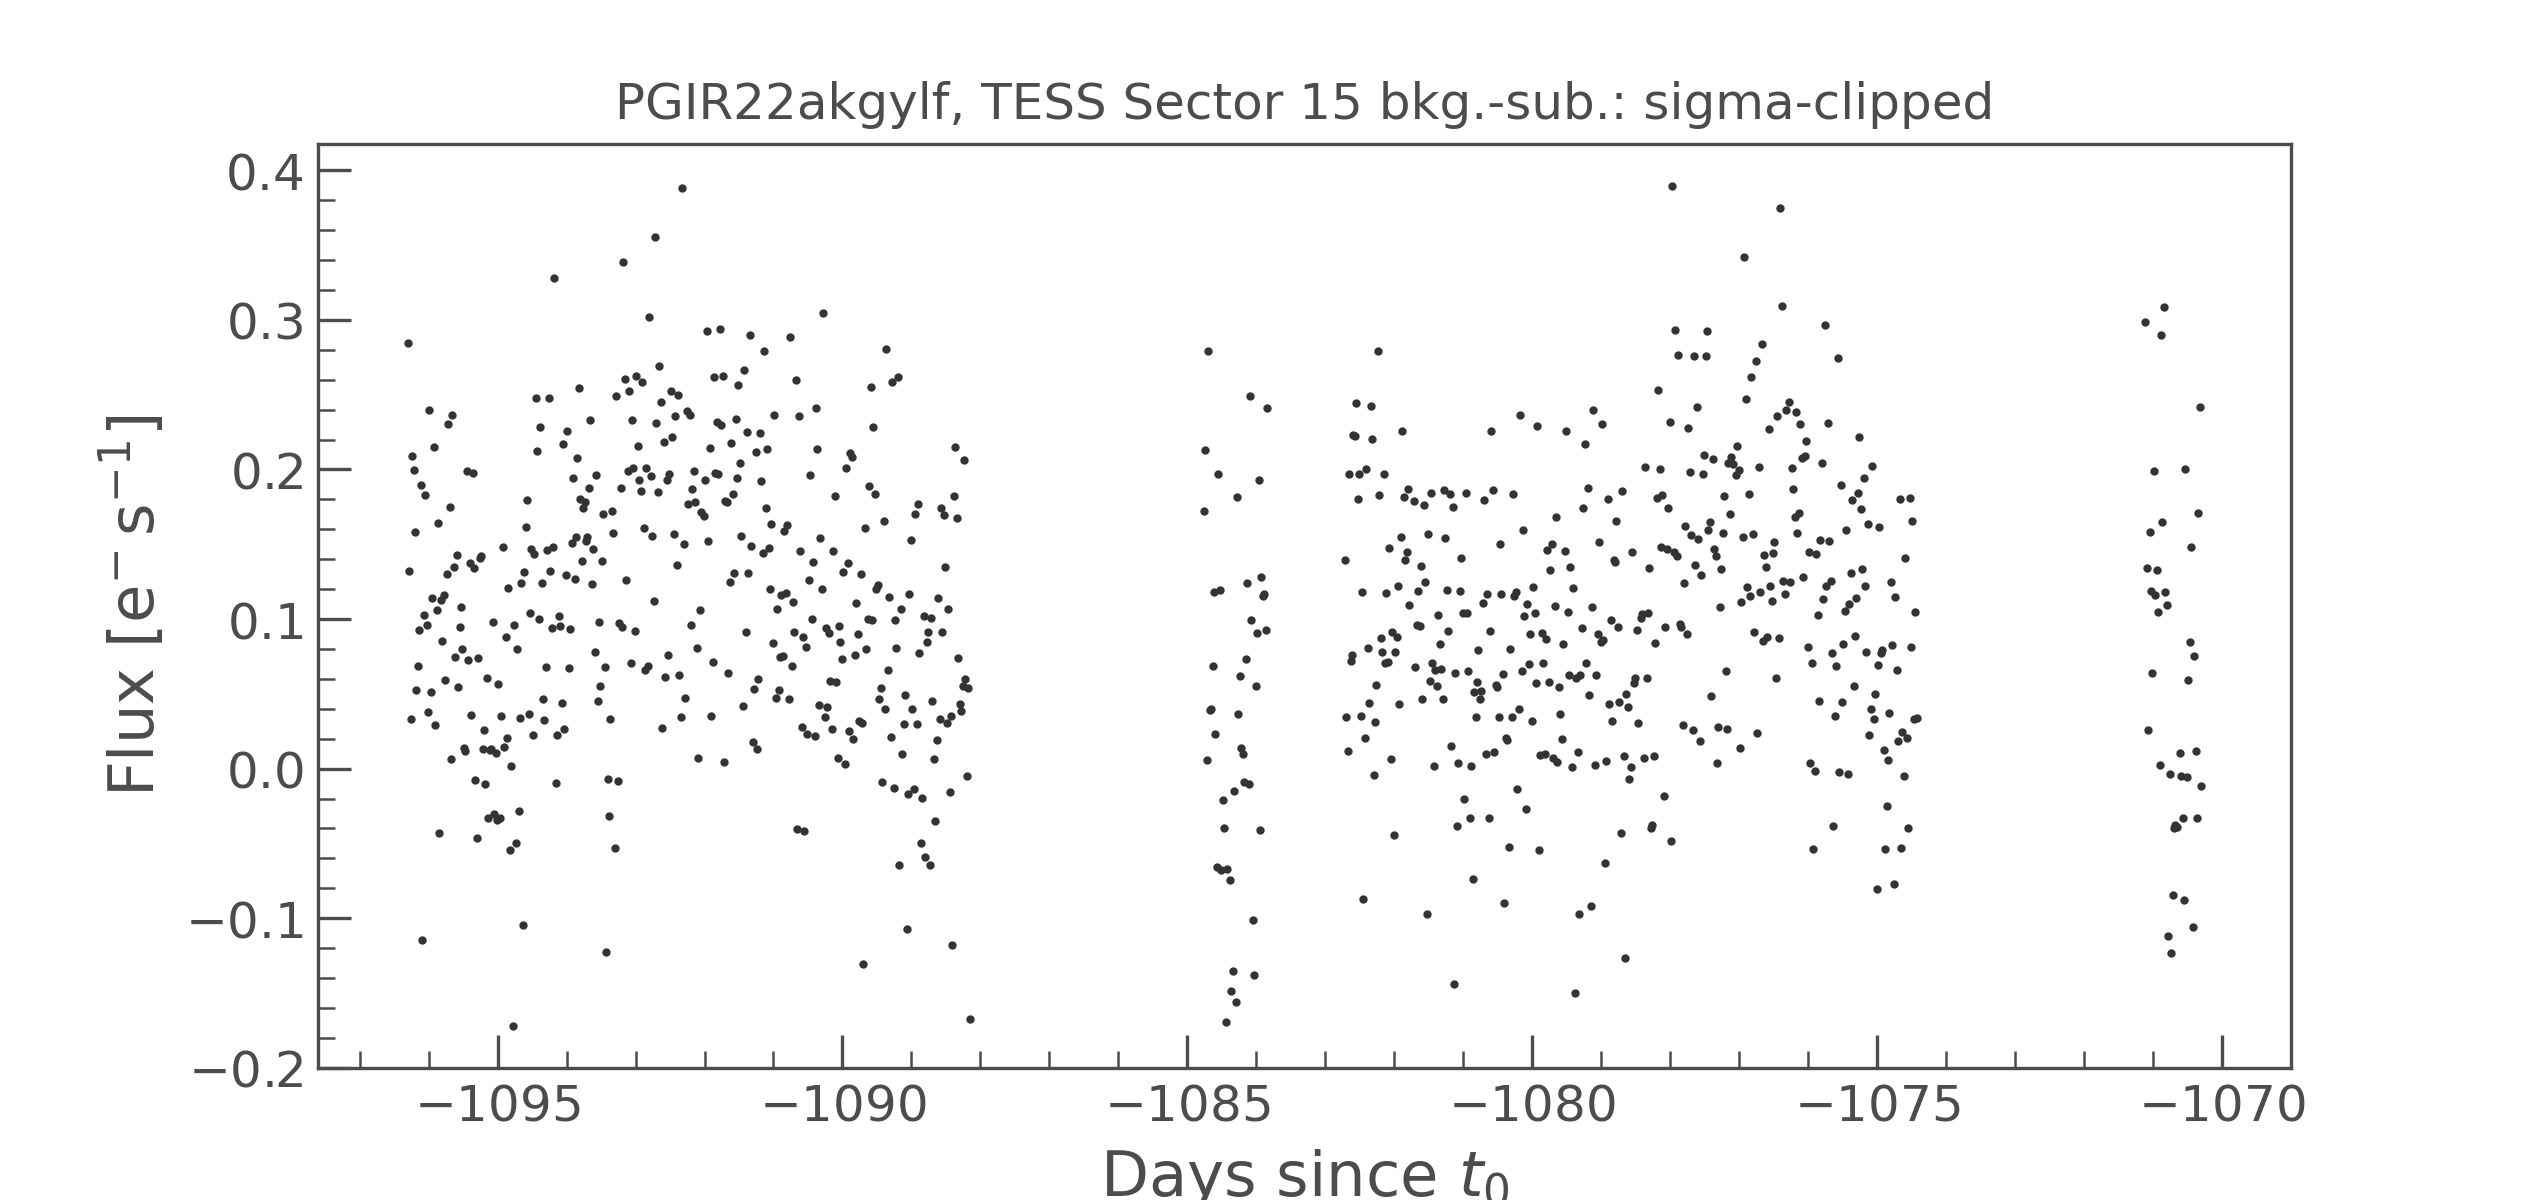 PGIR22akgylf, TESS Sector 15 bkg.-sub.: sigma-clipped
Flux [e⁻ s⁻¹]
0.4
0.3
0.2
0.1
0.0
−0.1
−0.2
−1095 −1090 −1085 −1080 −1075 −1070
Days since t₀